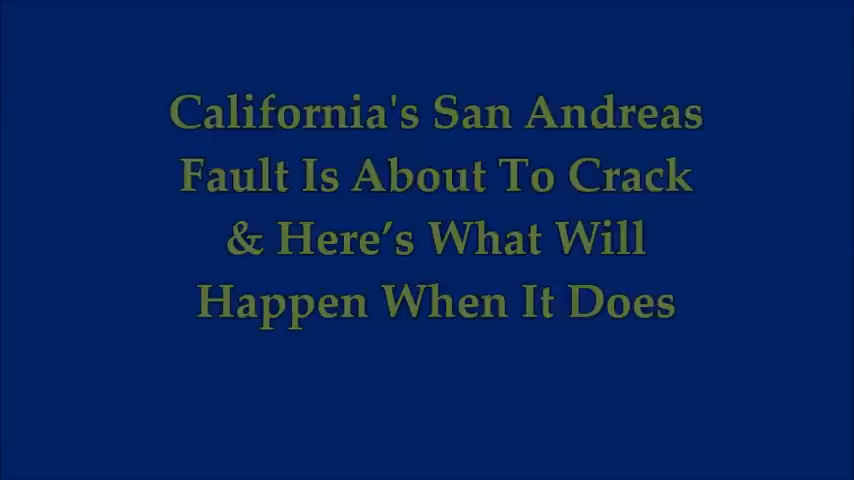 California's San Andreas
Fault Is About To Crack
& Here’s What Will
Happen When It Does